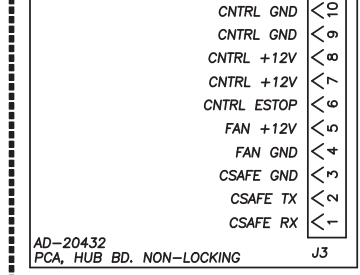 CNTRL GND 10
CNTRL GND 9
CNTRL +12V 8
CNTRL +12V 7
CNTRL ESTOP 6
FAN +12V 5
FAN GND 4
CSAFE GND 3
CSAFE TX 2
CSAFE RX 1
AD-20432
PCA, HUB BD. NON-LOCKING
J3